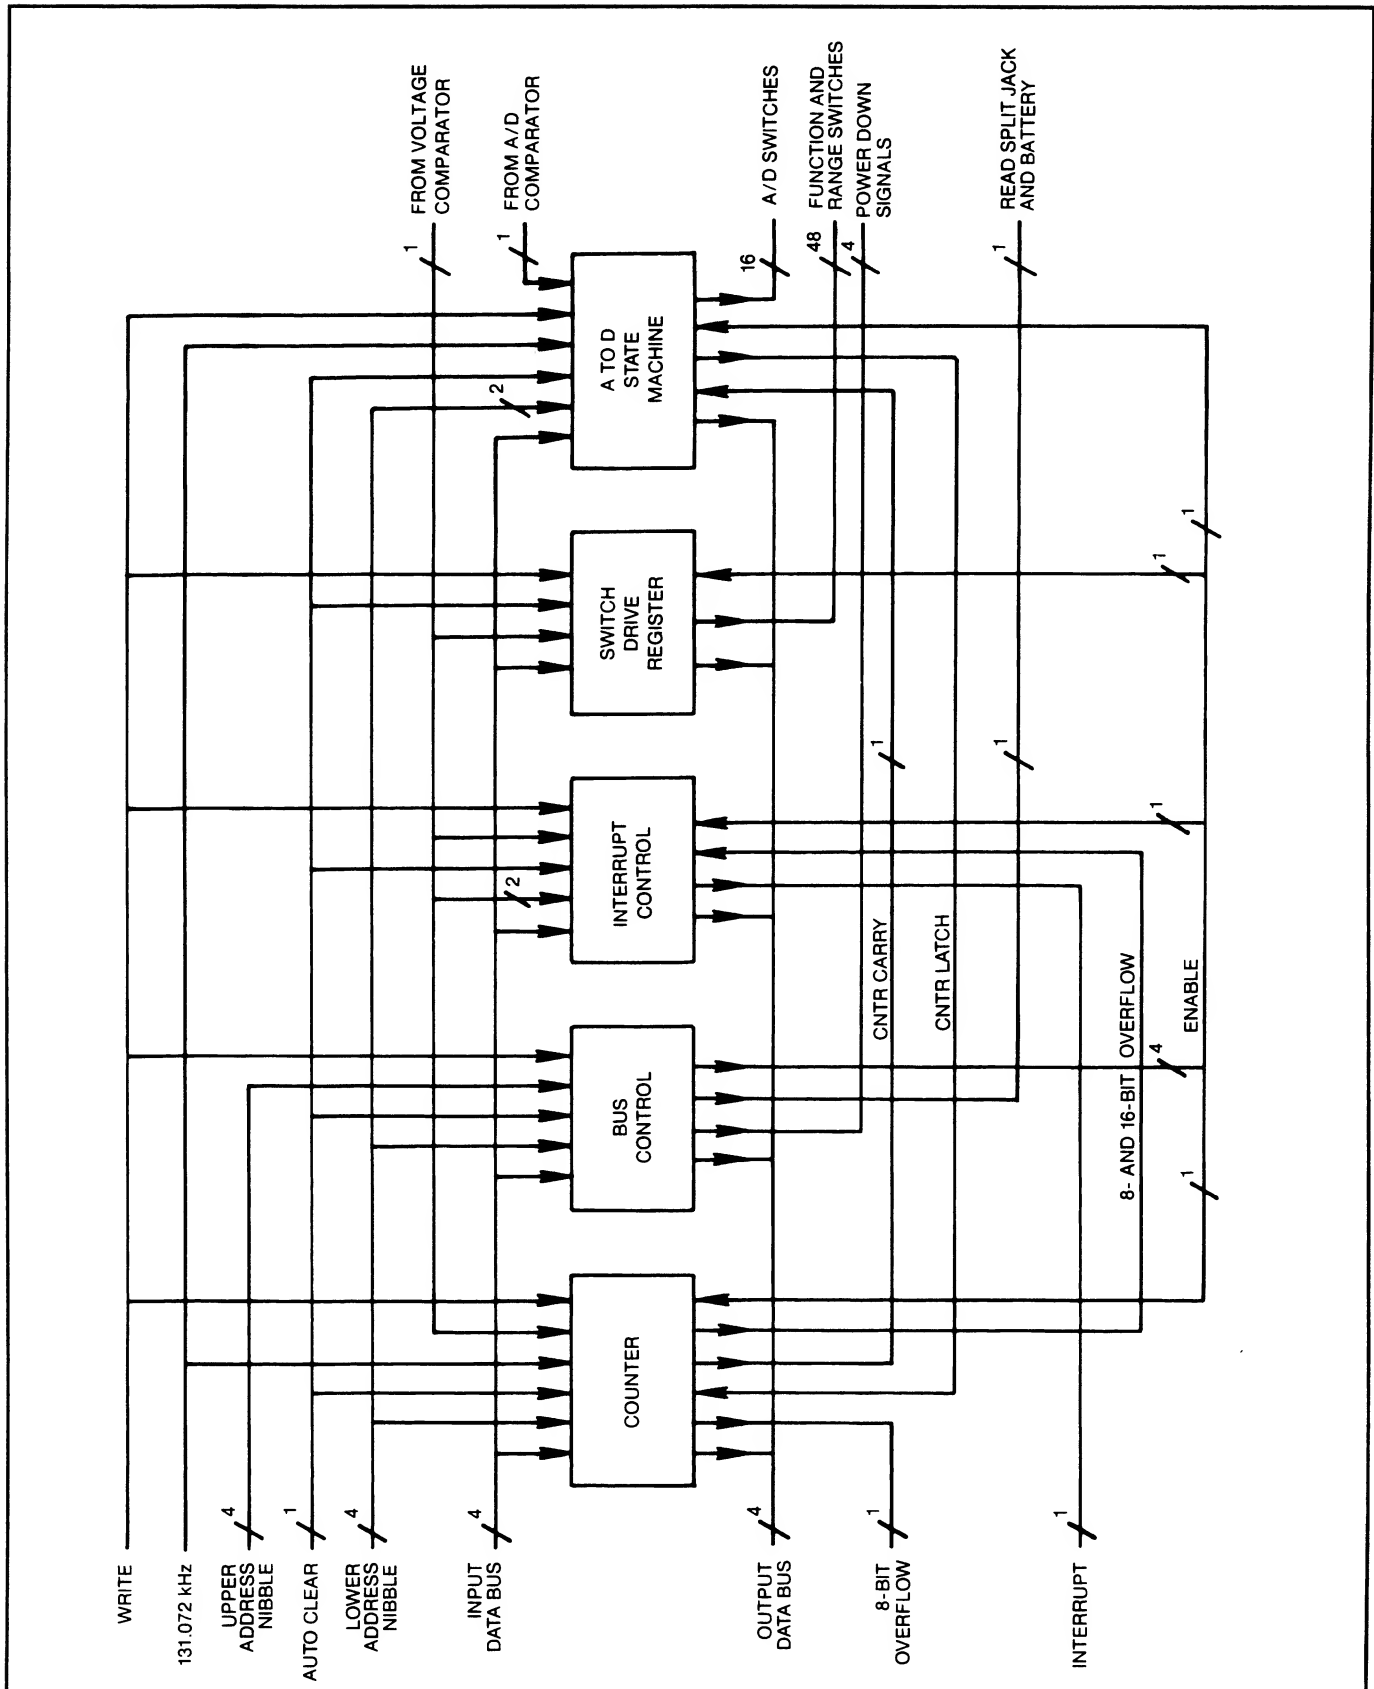 WRITE
131.072 kHz
UPPER
ADDRESS
NIBBLE
4
AUTO CLEAR
1
LOWER
ADDRESS
NIBBLE
4
INPUT
DATA BUS
4
OUTPUT
DATA BUS
4
8-BIT
OVERFLOW
1
INTERRUPT
1
COUNTER
BUS
CONTROL
INTERRUPT
CONTROL
2
SWITCH
DRIVE
REGISTER
A TO D
STATE
MACHINE
2
FROM VOLTAGE
COMPARATOR
1
FROM A/D
COMPARATOR
1
A/D SWITCHES
16
FUNCTION AND
RANGE SWITCHES
48
POWER DOWN
SIGNALS
4
READ SPLIT JACK
AND BATTERY
1
1
CNTR CARRY
1
CNTR LATCH
8- AND 16-BIT OVERFLOW
ENABLE
4
1
1
1
1